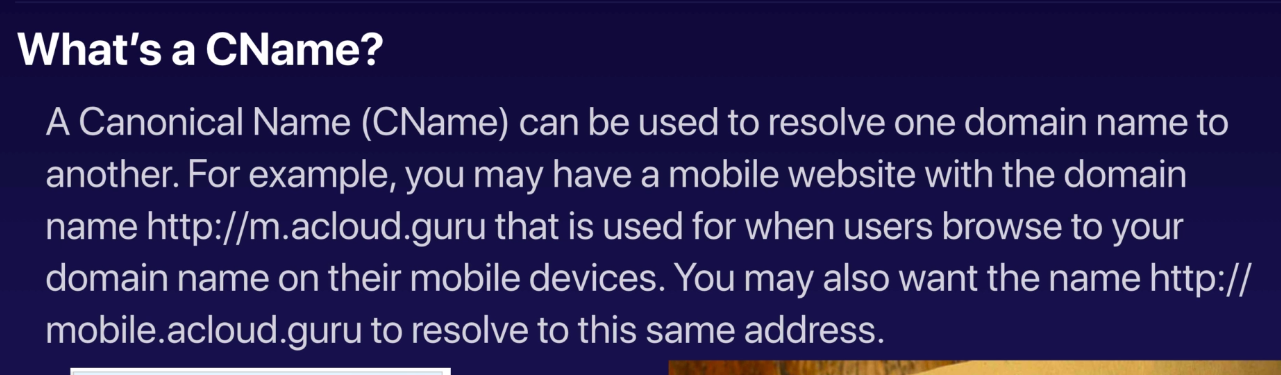 What's a CName?
A Canonical Name (CName) can be used to resolve one domain name to
another. For example, you may have a mobile website with the domain
name http://m.acloud.guru that is used for when users browse to your
domain name on their mobile devices. You may also want the name http://
mobile.acloud.guru to resolve to this same address.